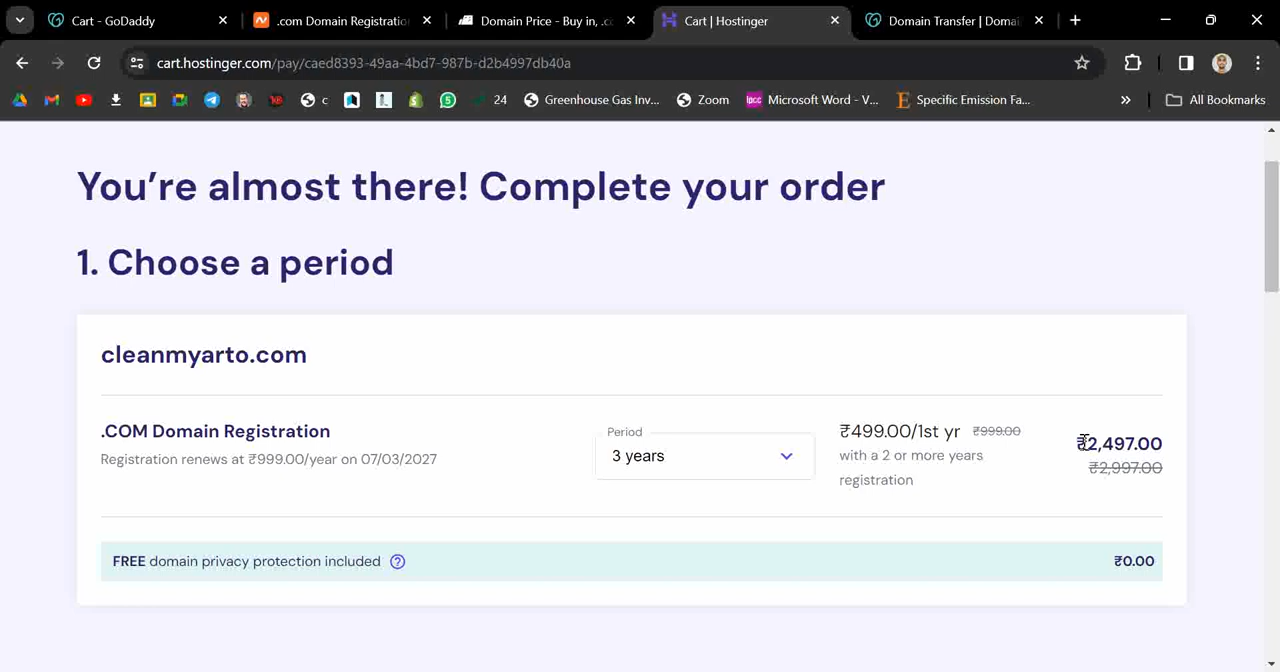 Cart - GoDaddy
.com Domain Registratio
Domain Price - Buy in, .co
Cart | Hostinger
Domain Transfer | Domai
cart.hostinger.com/pay/caed8393-49aa-4bd7-987b-d2b4997db40a
c
24
Greenhouse Gas Inv...
Zoom
Microsoft Word - V...
Specific Emission Fa...
All Bookmarks
You're almost there! Complete your order
1. Choose a period
cleanmyarto.com
.COM Domain Registration
Registration renews at ₹999.00/year on 07/03/2027
Period
3 years
₹499.00/1st yr ₹999.00
with a 2 or more years
registration
₹2,497.00
₹2,997.00
FREE domain privacy protection included
₹0.00